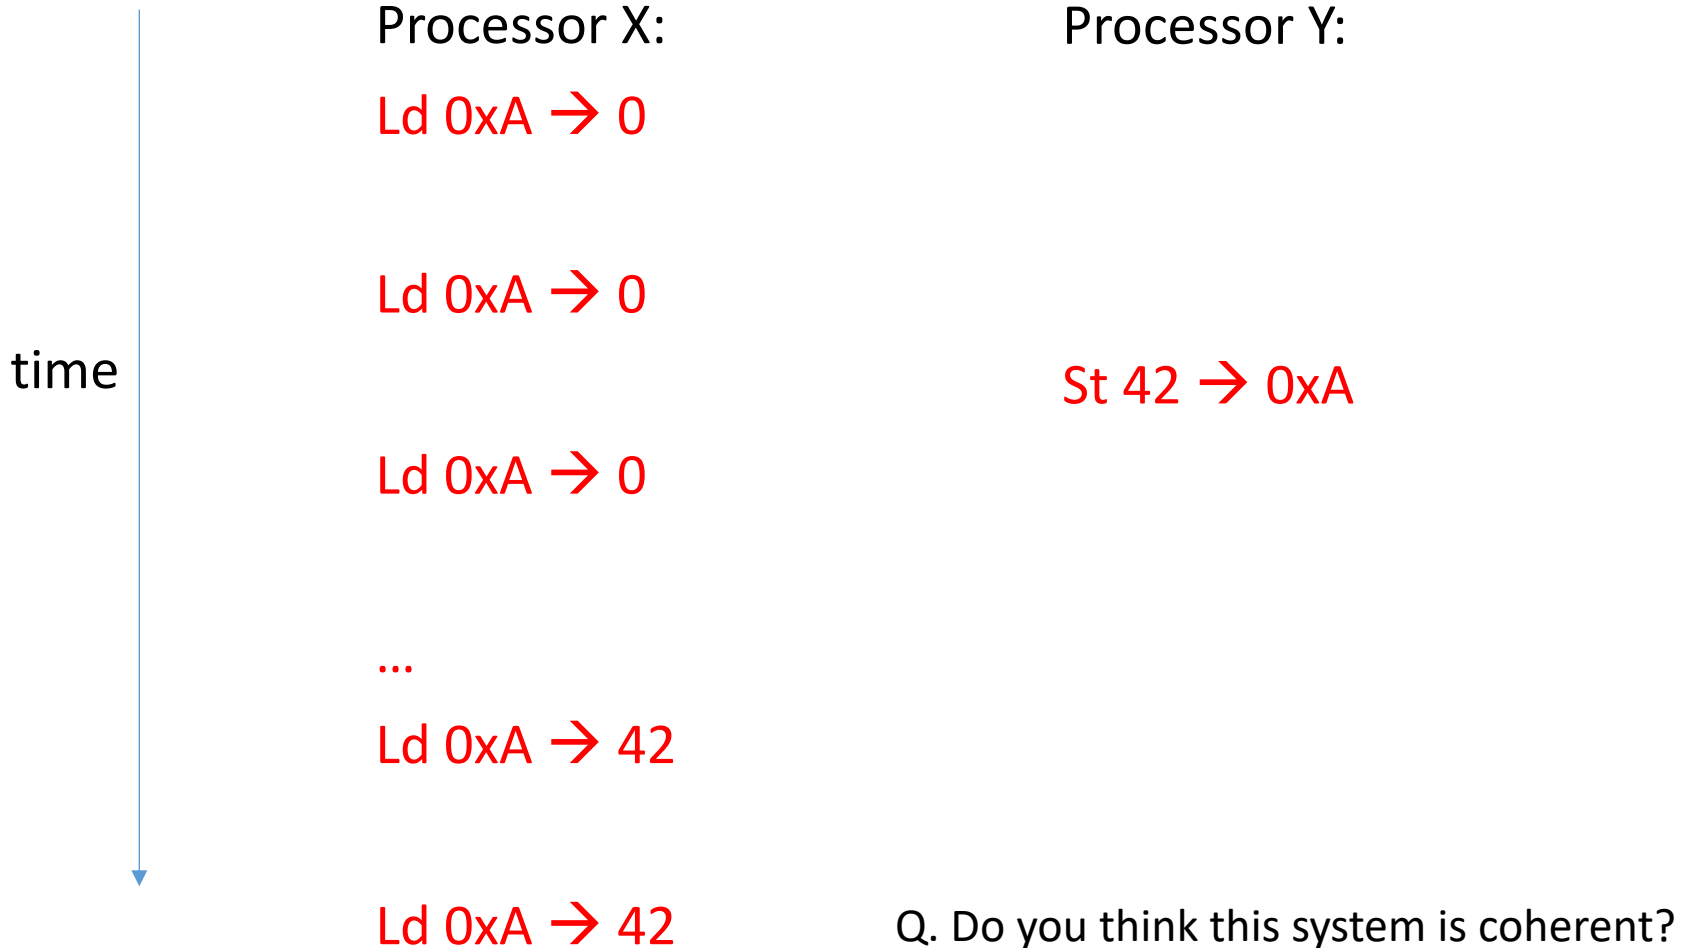 Processor X:
Processor Y:
Ld 0xA → 0
Ld 0xA → 0
time
St 42 → 0xA
Ld 0xA → 0
...
Ld 0xA → 42
Ld 0xA → 42
Q. Do you think this system is coherent?